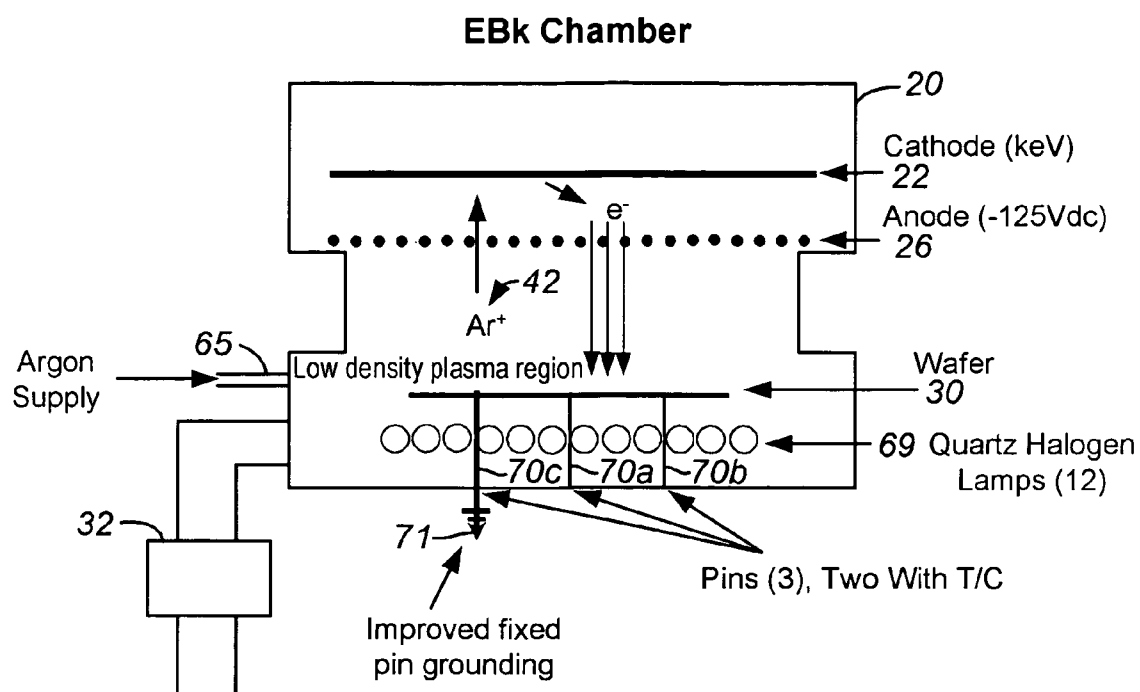 EBk Chamber
20
Cathode (keV)
22
e-
Anode (-125Vdc)
26
42
Ar+
65
Argon
Supply
Low density plasma region
Wafer
30
69 Quartz Halogen
Lamps (12)
70c
70a
70b
32
71
Pins (3), Two With T/C
Improved fixed
pin grounding